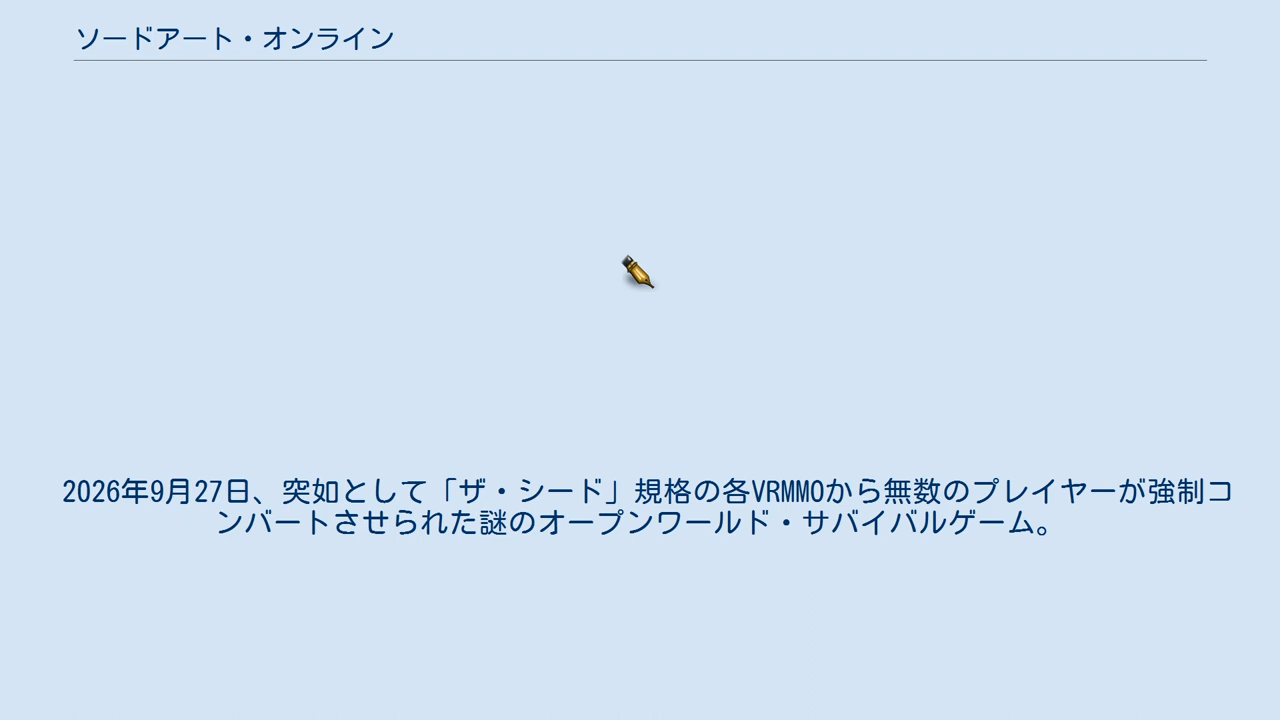 ソードアート・オンライン
2026年9月27日、突如として「ザ・シード」規格の各VRMMOから無数のプレイヤーが強制コ
ンバートさせられた謎のオープンワールド・サバイバルゲーム。